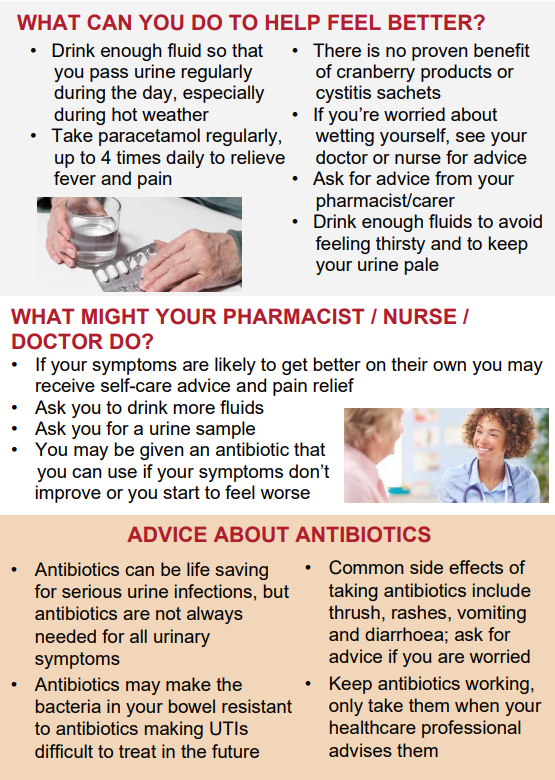 WHAT CAN YOU DO TO HELP FEEL BETTER?
• Drink enough fluid so that
you pass urine regularly
during the day, especially
during hot weather
• Take paracetamol regularly,
up to 4 times daily to relieve
fever and pain
• There is no proven benefit
of cranberry products or
cystitis sachets
• If you’re worried about
wetting yourself, see your
doctor or nurse for advice
• Ask for advice from your
pharmacist/carer
• Drink enough fluids to avoid
feeling thirsty and to keep
your urine pale
WHAT MIGHT YOUR PHARMACIST / NURSE /
DOCTOR DO?
• If your symptoms are likely to get better on their own you may
receive self-care advice and pain relief
• Ask you to drink more fluids
• Ask you for a urine sample
• You may be given an antibiotic that
you can use if your symptoms don’t
improve or you start to feel worse
ADVICE ABOUT ANTIBIOTICS
• Antibiotics can be life saving
for serious urine infections, but
antibiotics are not always
needed for all urinary
symptoms
• Antibiotics may make the
bacteria in your bowel resistant
to antibiotics making UTIs
difficult to treat in the future
• Common side effects of
taking antibiotics include
thrush, rashes, vomiting
and diarrhoea; ask for
advice if you are worried
• Keep antibiotics working,
only take them when your
healthcare professional
advises them